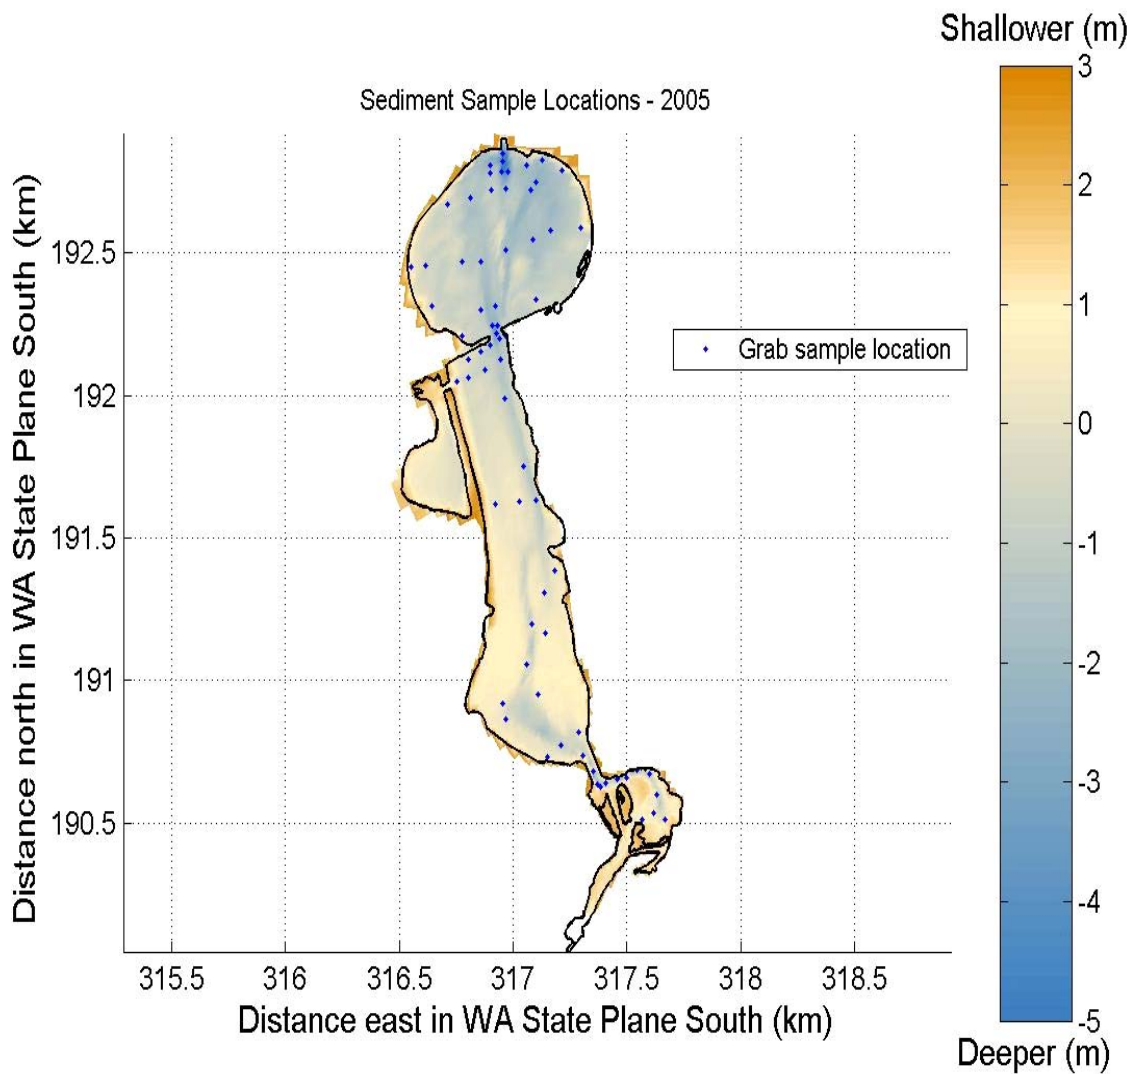 Shallower (m)
Sediment Sample Locations - 2005
Distance north in WA State Plane South (km)
192.5
192
191.5
191
190.5
315.5 316 316.5 317 317.5 318 318.5
Distance east in WA State Plane South (km)
Grab sample location
3
2
1
0
-1
-2
-3
-4
-5
Deeper (m)